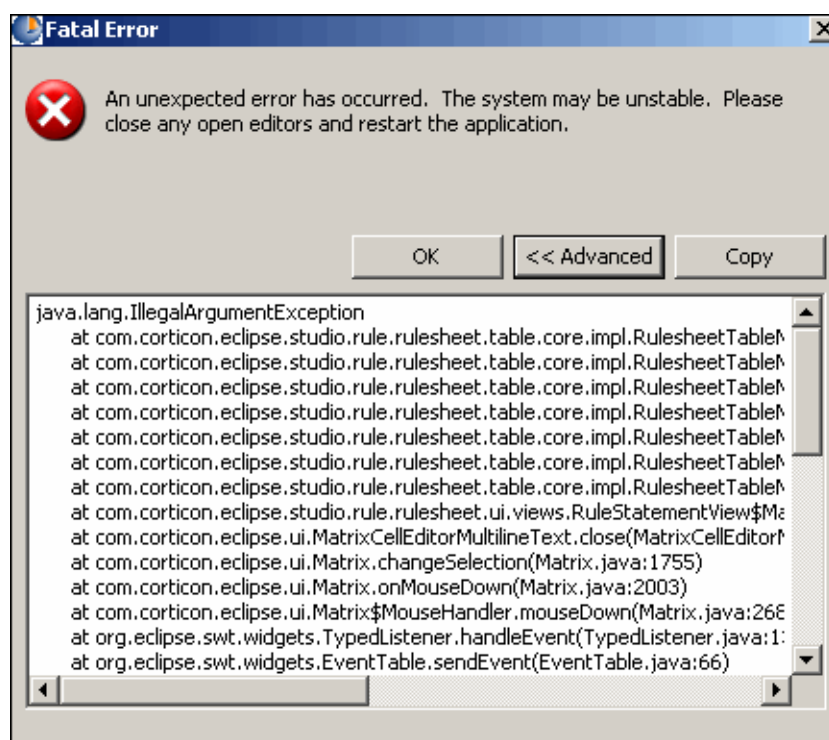 Fatal Error
An unexpected error has occurred.  The system may be unstable.  Please
close any open editors and restart the application.
OK
<< Advanced
Copy
java.lang.IllegalArgumentException
at com.corticon.eclipse.studio.rule.rulesheet.table.core.impl.RulesheetTable
at com.corticon.eclipse.studio.rule.rulesheet.table.core.impl.RulesheetTable
at com.corticon.eclipse.studio.rule.rulesheet.table.core.impl.RulesheetTable
at com.corticon.eclipse.studio.rule.rulesheet.table.core.impl.RulesheetTable
at com.corticon.eclipse.studio.rule.rulesheet.table.core.impl.RulesheetTable
at com.corticon.eclipse.studio.rule.rulesheet.table.core.impl.RulesheetTable
at com.corticon.eclipse.studio.rule.rulesheet.table.core.impl.RulesheetTable
at com.corticon.eclipse.studio.rule.rulesheet.ui.views.RuleStatementView$Ma
at com.corticon.eclipse.ui.MatrixCellEditorMultilineText.close(MatrixCellEditor
at com.corticon.eclipse.ui.Matrix.changeSelection(Matrix.java:1755)
at com.corticon.eclipse.ui.Matrix.onMouseDown(Matrix.java:2003)
at com.corticon.eclipse.ui.Matrix$MouseHandler.mouseDown(Matrix.java:268
at org.eclipse.swt.widgets.TypedListener.handleEvent(TypedListener.java:1
at org.eclipse.swt.widgets.EventTable.sendEvent(EventTable.java:66)